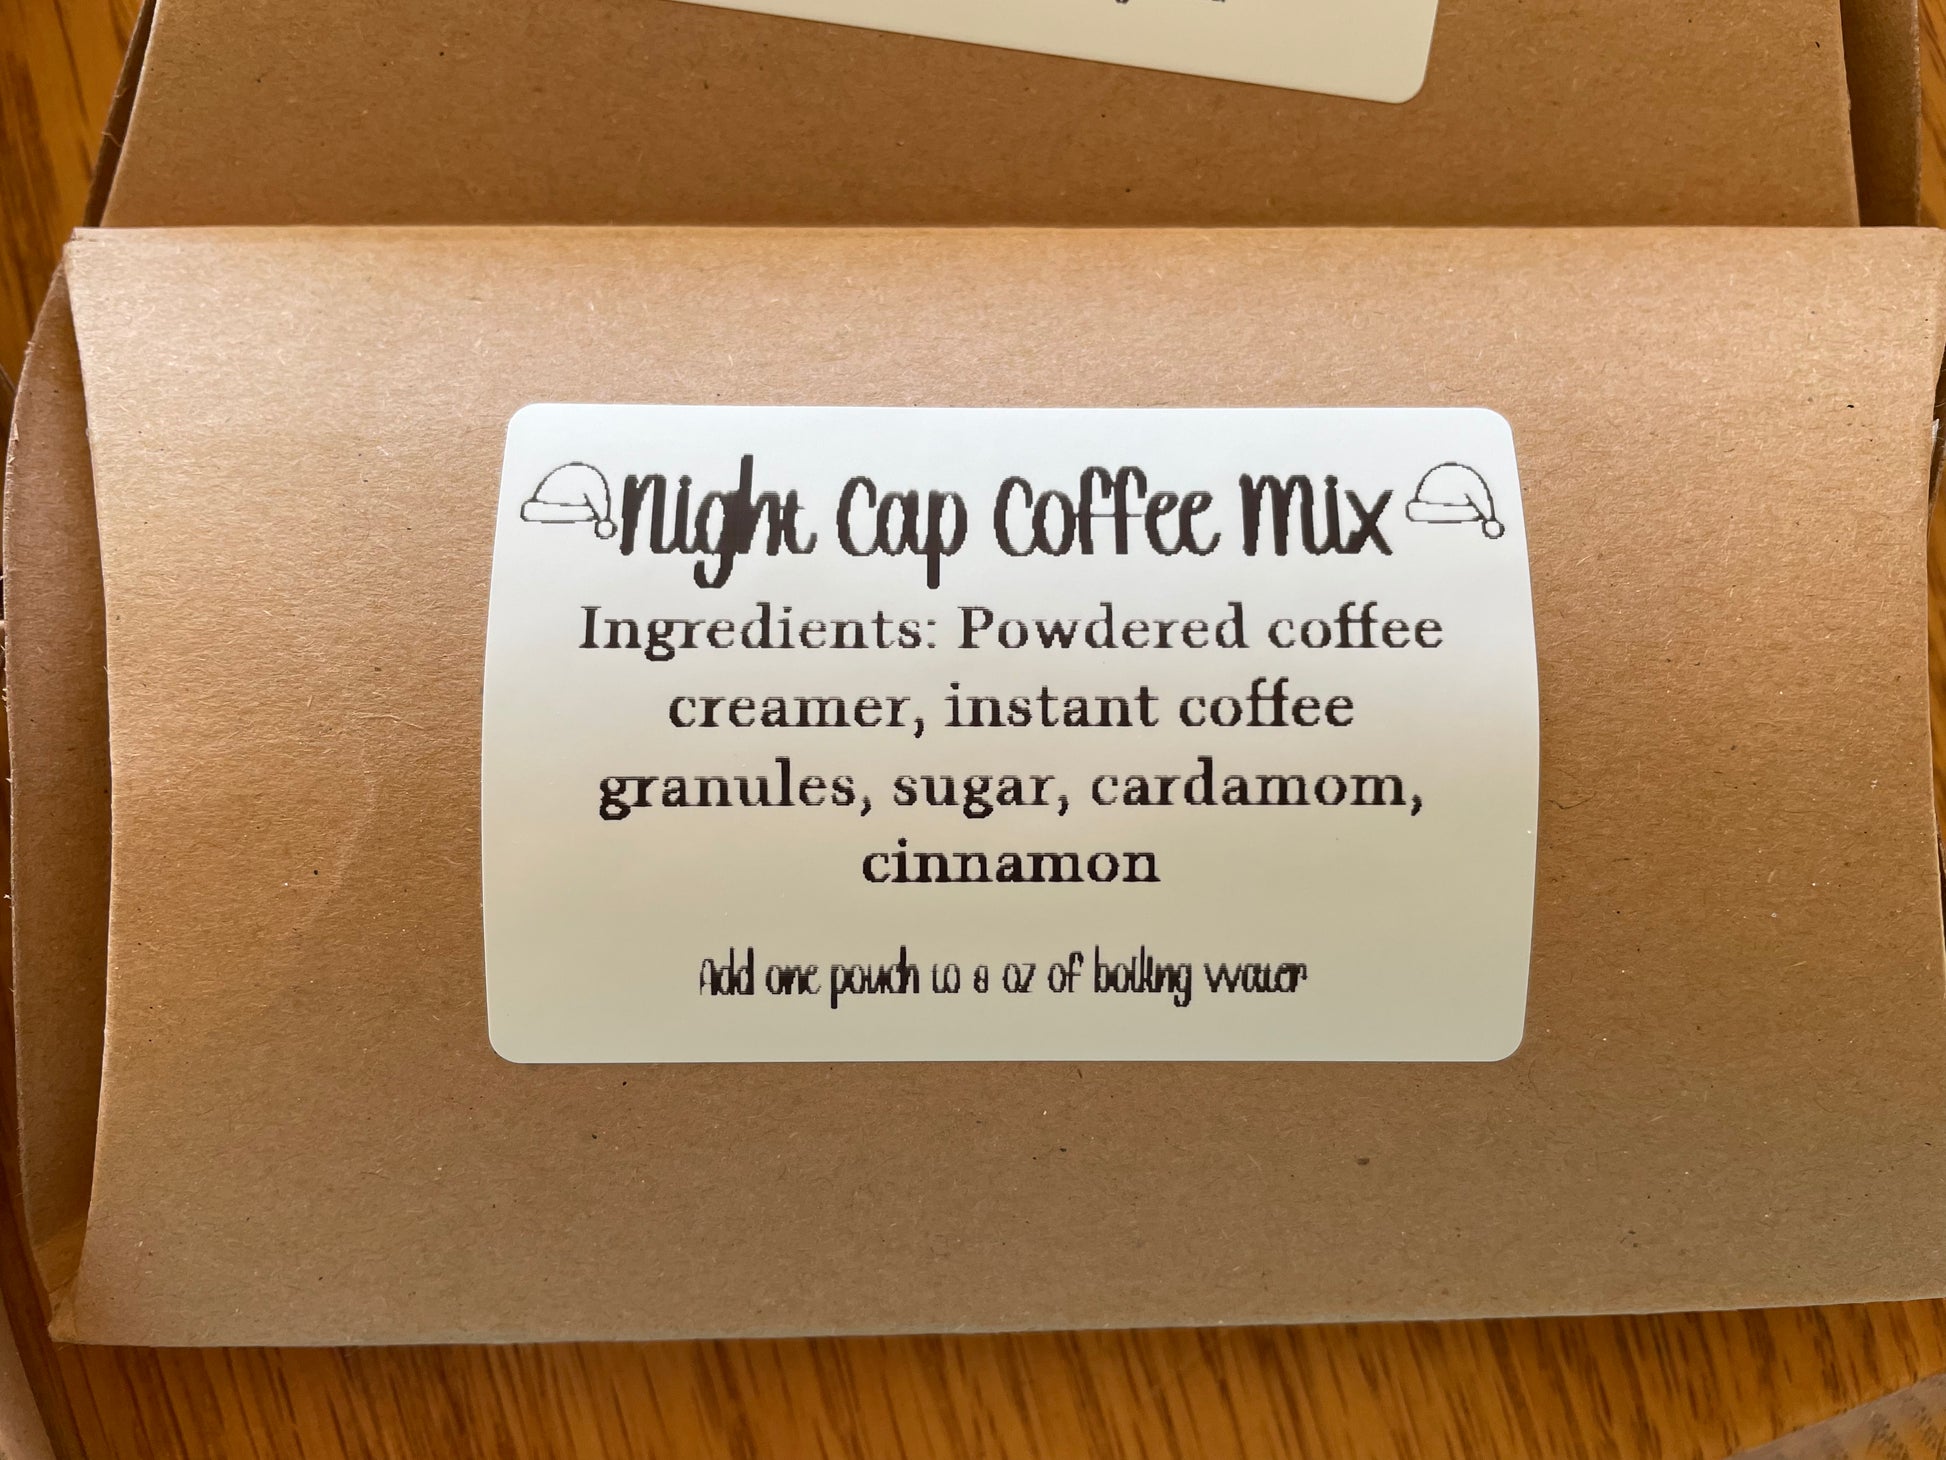 Night Cap Coffee Mix
Ingredients: Powdered coffee
creamer, instant coffee
granules, sugar, cardamom,
cinnamon
Add one pouch to 8 oz of boiling water